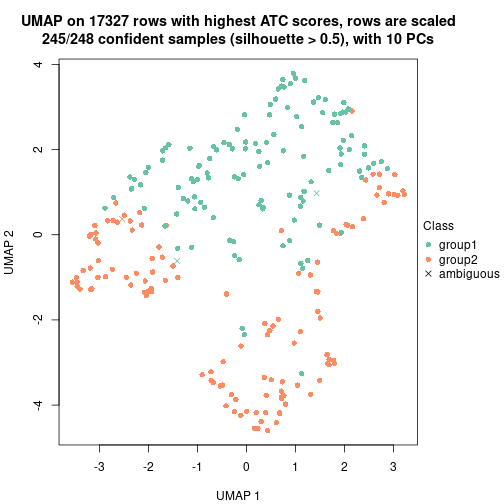 UMAP on 17327 rows with highest ATC scores, rows are scaled
245/248 confident samples (silhouette > 0.5), with 10 PCs
4
2
0
-2
-4
UMAP 2
-3
-2
-1
0
1
2
3
UMAP 1
Class
group1
group2
ambiguous